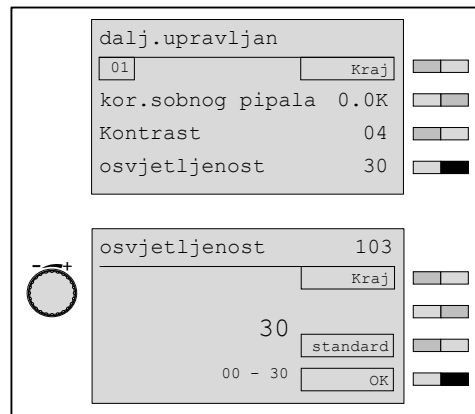 dalj.upravljan
01 Kraj
kor.sobnog pipala 0.0K
Kontrast 04
osvjetljenost 30
osvjetljenost 103
- +
Kraj
30
standard
00 - 30 OK